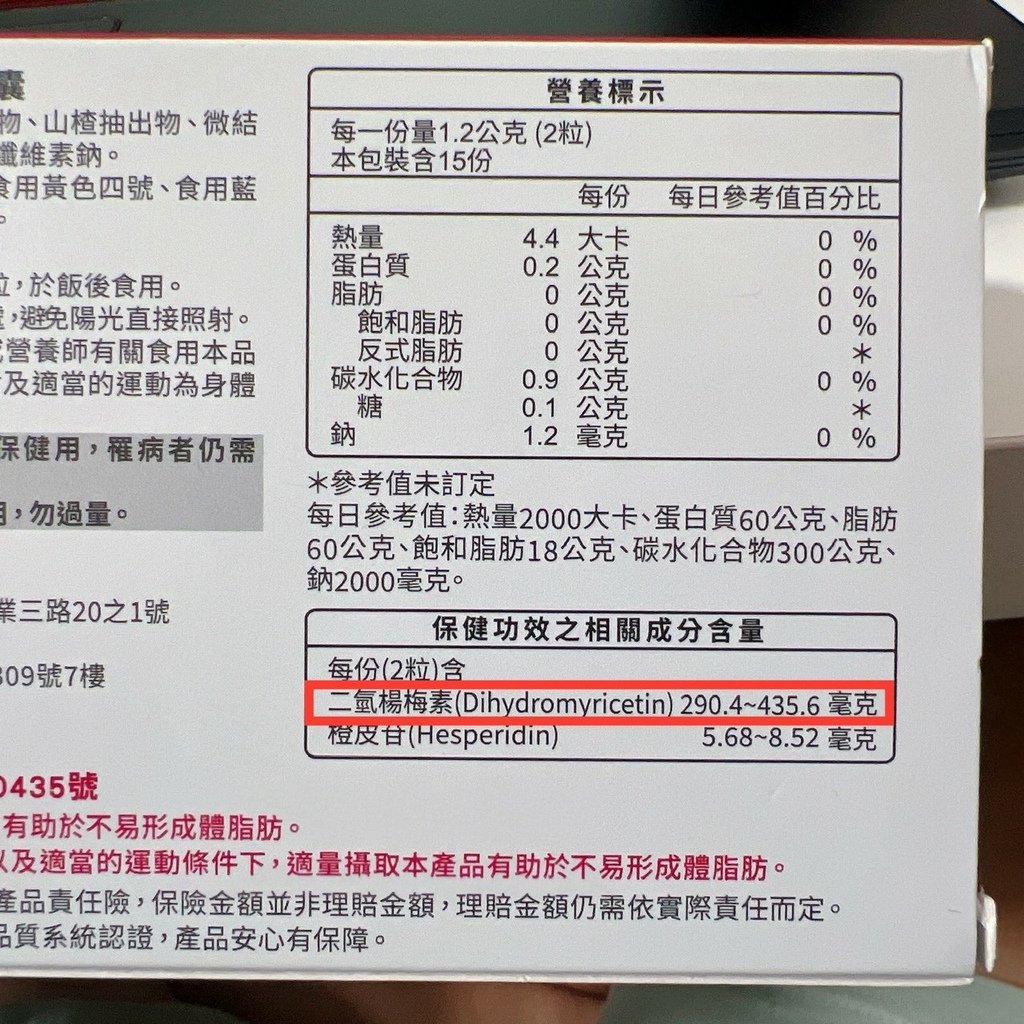 囊
物、山楂抽出物、微結
纖維素鈉。
食用黃色四號、食用藍
。
粒，於飯後食用。
處，避免陽光直接照射。
或營養師有關食用本品
及適當的運動為身體
保健用，罹病者仍需
用，勿過量。
業三路20之1號
309號7樓
營養標示
每一份量1.2公克 (2粒)
本包裝含15份
每份 每日參考值百分比
熱量 4.4 大卡 0 %
蛋白質 0.2 公克 0 %
脂肪 0 公克 0 %
飽和脂肪 0 公克 0 %
反式脂肪 0 公克 ＊
碳水化合物 0.9 公克 0 %
糖 0.1 公克 ＊
鈉 1.2 毫克 0 %
＊參考值未訂定
每日參考值：熱量2000大卡、蛋白質60公克、脂肪
60公克、飽和脂肪18公克、碳水化合物300公克、
鈉2000毫克。
保健功效之相關成分含量
每份(2粒)含
二氫楊梅素(Dihydromyricetin) 290.4~435.6 毫克
橙皮苷(Hesperidin) 5.68~8.52 毫克
0435號
有助於不易形成體脂肪。
以及適當的運動條件下，適量攝取本產品有助於不易形成體脂肪。
產品責任險，保險金額並非理賠金額，理賠金額仍需依實際責任而定。
品質系統認證，產品安心有保障。